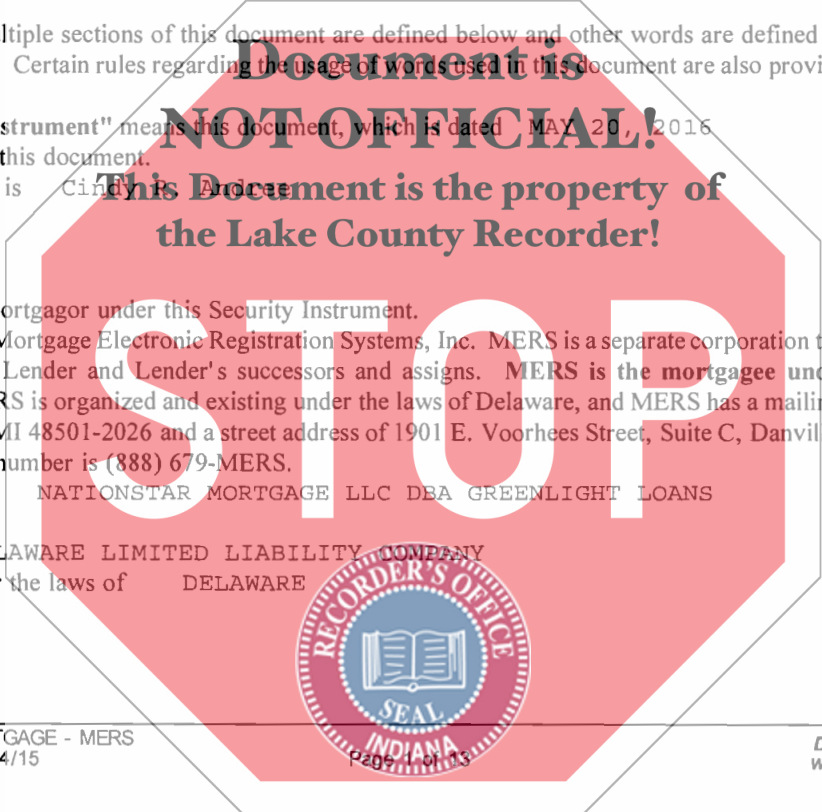 ltiple sections of this document are defined below and other words are defined
Certain rules regarding the usage of words used in this document are also provi
Document is
NOT OFFICIAL!
strument" means this document, which is dated MAY 20, 2016
this document.
is Cindy R. Andree
This Document is the property of
the Lake County Recorder!
ortgagor under this Security Instrument.
Mortgage Electronic Registration Systems, Inc. MERS is a separate corporation t
Lender and Lender's successors and assigns. MERS is the mortgagee und
RS is organized and existing under the laws of Delaware, and MERS has a mailin
MI 48501-2026 and a street address of 1901 E. Voorhees Street, Suite C, Danvil
number is (888) 679-MERS.
STOP
NATIONSTAR MORTGAGE LLC DBA GREENLIGHT LOANS
LAWARE LIMITED LIABILITY COMPANY
the laws of DELAWARE
RECORDER'S OFFICE
SEAL
INDIANA
GAGE - MERS
4/15
Page 1 of 13